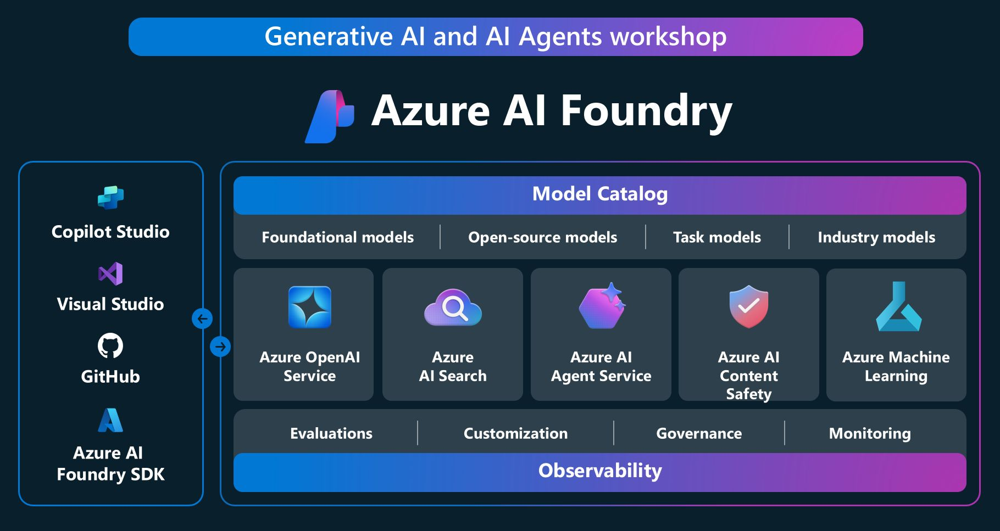 Generative AI and AI Agents workshop
Azure AI Foundry
Copilot Studio
Visual Studio
GitHub
Azure AI
Foundry SDK
Model Catalog
Foundational models
Open-source models
Task models
Industry models
Azure OpenAI
Service
Azure
AI Search
Azure AI
Agent Service
Azure AI
Content
Safety
Azure Machine
Learning
Evaluations
Customization
Governance
Monitoring
Observability